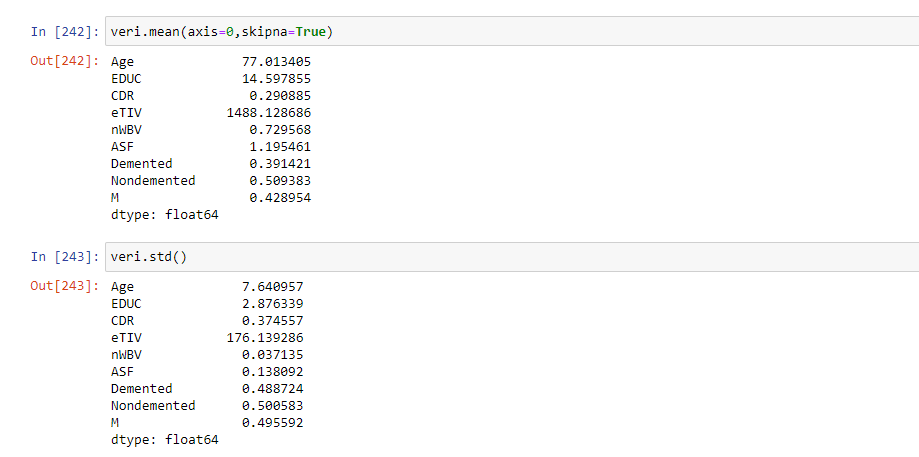 In [242]: veri.mean(axis=0,skipna=True)
Out[242]: Age 77.013405
EDUC 14.597855
CDR 0.290885
eTIV 1488.128686
nWBV 0.729568
ASF 1.195461
Demented 0.391421
Nondemented 0.509383
M 0.428954
dtype: float64
In [243]: veri.std()
Out[243]: Age 7.640957
EDUC 2.876339
CDR 0.374557
eTIV 176.139286
nWBV 0.037135
ASF 0.138092
Demented 0.488724
Nondemented 0.500583
M 0.495592
dtype: float64